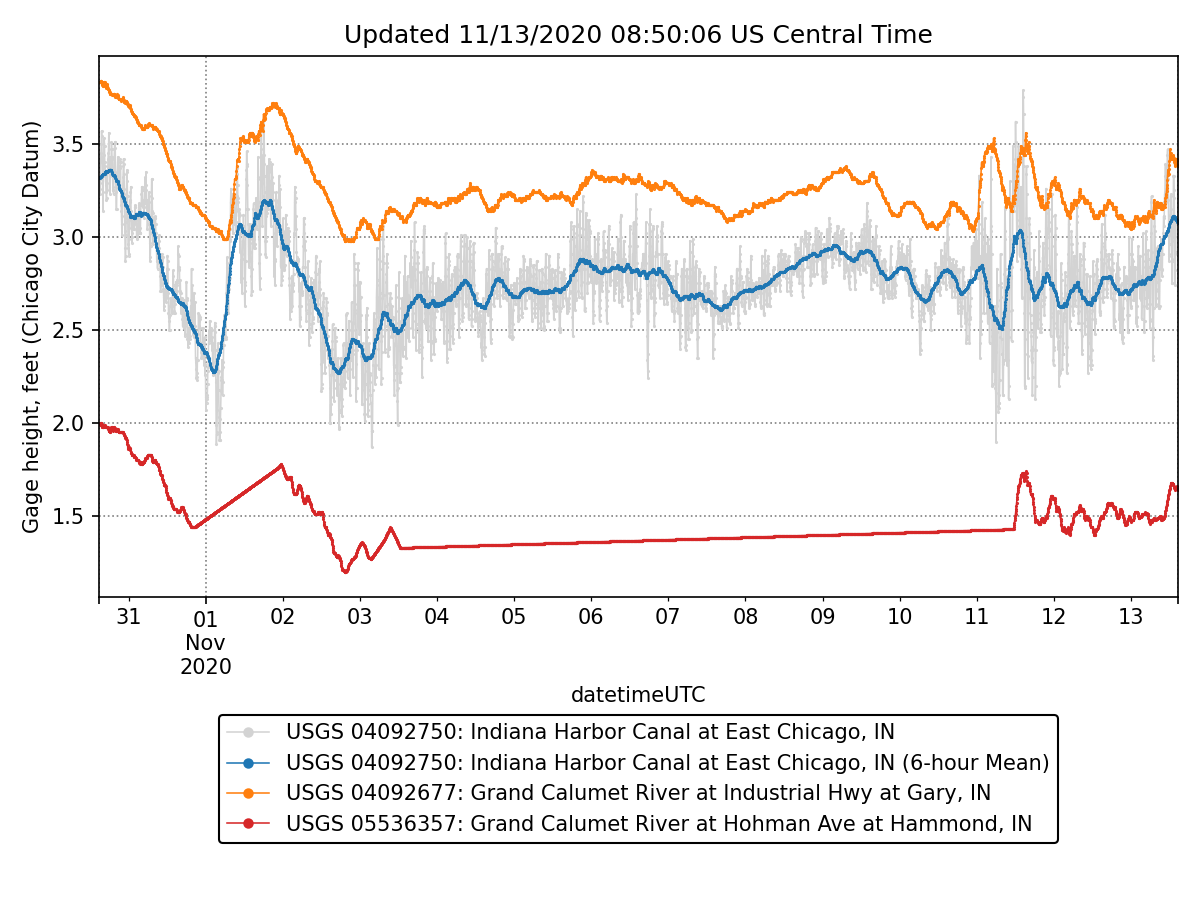 Updated 11/13/2020 08:50:06 US Central Time
Gage height, feet (Chicago City Datum)
3.5
3.0
2.5
2.0
1.5
31
01
Nov
2020
02
03
04
05
06
07
08
09
10
11
12
13
datetimeUTC
USGS 04092750: Indiana Harbor Canal at East Chicago, IN
USGS 04092750: Indiana Harbor Canal at East Chicago, IN (6-hour Mean)
USGS 04092677: Grand Calumet River at Industrial Hwy at Gary, IN
USGS 05536357: Grand Calumet River at Hohman Ave at Hammond, IN